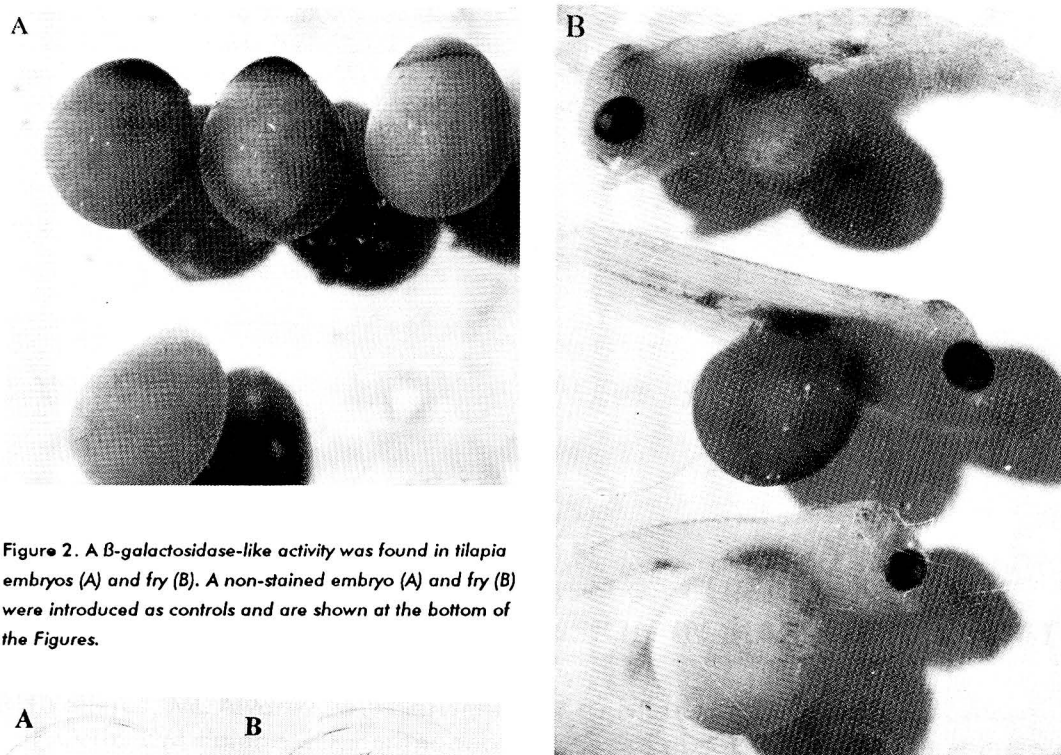 A
B
Figure 2. A β-galactosidase-like activity was found in tilapia
embryos (A) and fry (B). A non-stained embryo (A) and fry (B)
were introduced as controls and are shown at the bottom of
the Figures.
A
B